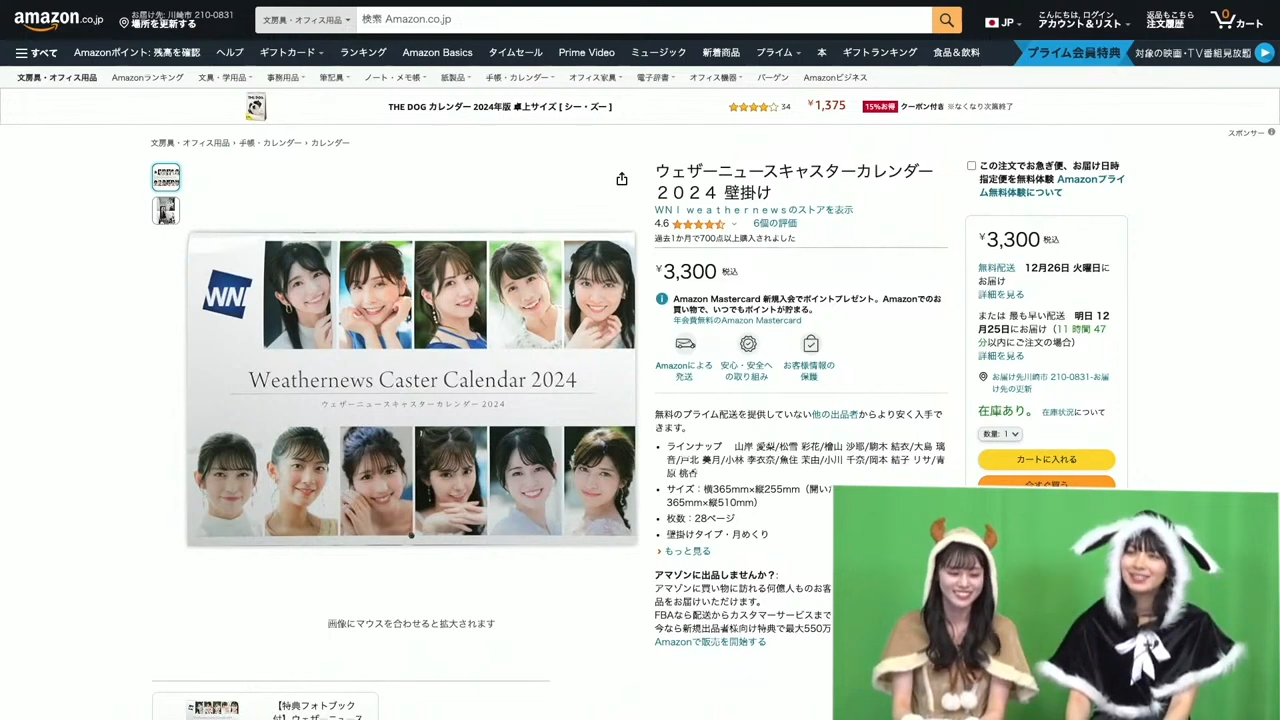 amazon.co.jp
お届け先: 川崎市 210-0831
場所を更新する
文房具・オフィス用品
検索 Amazon.co.jp
JP
こんにちは, ログイン
アカウント&リスト
返品もこちら
注文履歴
0
カート
すべて
Amazonポイント: 残高を確認
ヘルプ
ギフトカード
ランキング
Amazon Basics
タイムセール
Prime Video
ミュージック
新着商品
プライム
本
ギフトランキング
食品&飲料
プライム会員特典
対象の映画・TV番組見放題
文房具・オフィス用品
Amazonランキング
文具・学用品
事務用品
筆記具
ノート・メモ帳
紙製品
手帳・カレンダー
オフィス家具
電子辞書
オフィス機器
バーゲン
Amazonビジネス
THE DOG カレンダー 2024年版 卓上サイズ [ シー・ズー ]
34
¥1,375
15%お得
クーポン付き ※なくなり次第終了
スポンサー
文房具・オフィス用品 › 手帳・カレンダー › カレンダー
WNI
Weathernews Caster Calendar 2024
ウェザーニュースキャスターカレンダー 2024
画像にマウスを合わせると拡大されます
【特典フォトブック
付】ウェザーニュース
ウェザーニュースキャスターカレンダー
２０２４ 壁掛け
ＷＮＩ ｗｅａｔｈｅｒｎｅｗｓのストアを表示
4.6
6個の評価
過去1か月で700点以上購入されました
¥3,300 税込
Amazon Mastercard 新規入会でポイントプレゼント。Amazonでのお
買い物で、いつでもポイントが貯まる。
年会費無料のAmazon Mastercard
Amazonによる
発送
安心・安全へ
の取り組み
お客様情報の
保護
無料のプライム配送を提供していない他の出品者からより安く入手で
きます。
ラインナップ 山岸 愛梨/松雪 彩花/檜山 沙耶/駒木 結衣/大島 璃
音/戸北 美月/小林 李衣奈/魚住 茉由/小川 千奈/岡本 結子 リサ/青
原 桃香
サイズ：横365mm×縦255mm（開い
365mm×縦510mm）
枚数：28ページ
壁掛けタイプ・月めくり
もっと見る
アマゾンに出品しませんか？:
アマゾンに買い物に訪れる何億人ものお客
品をお届けいただけます。
FBAなら配送からカスタマーサービスまで
今なら新規出品者様向け特典で最大550万
Amazonで販売を開始する
この注文でお急ぎ便、お届け日時
指定便を無料体験 Amazonプライ
ム無料体験について
¥3,300 税込
無料配送 12月26日 火曜日に
お届け
詳細を見る
または 最も早い配送 明日 12
月25日にお届け（11 時間 47
分以内にご注文の場合）
詳細を見る
お届け先川崎市 210-0831-お届
け先の更新
在庫あり。 在庫状況について
数量: 1
カートに入れる
今すぐ買う